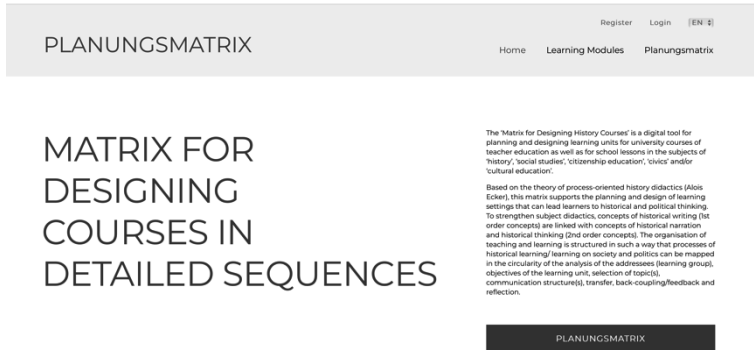 Register Login EN
PLANUNGSMATRIX
Home Learning Modules Planungsmatrix
MATRIX FOR
DESIGNING
COURSES IN
DETAILED SEQUENCES
The 'Matrix for Designing History Courses' is a digital tool for
planning and designing learning units for university courses of
teacher education as well as for school lessons in the subjects of
'history', 'social studies', 'citizenship education', 'civics' and/or
'cultural education'.
Based on the theory of process-oriented history didactics (Alois
Ecker), this matrix supports the planning and design of learning
settings that can lead learners to historical and political thinking.
To strengthen subject didactics, concepts of historical writing (1st
order concepts) are linked with concepts of historical narration
and historical thinking (2nd order concepts). The organisation of
teaching and learning is structured in such a way that processes of
historical learning/ learning on society and politics can be mapped
in the circularity of the analysis of the addressees (learning group),
objectives of the learning unit, selection of topic(s),
communication structure(s), transfer, back-coupling/feedback and
reflection.
PLANUNGSMATRIX